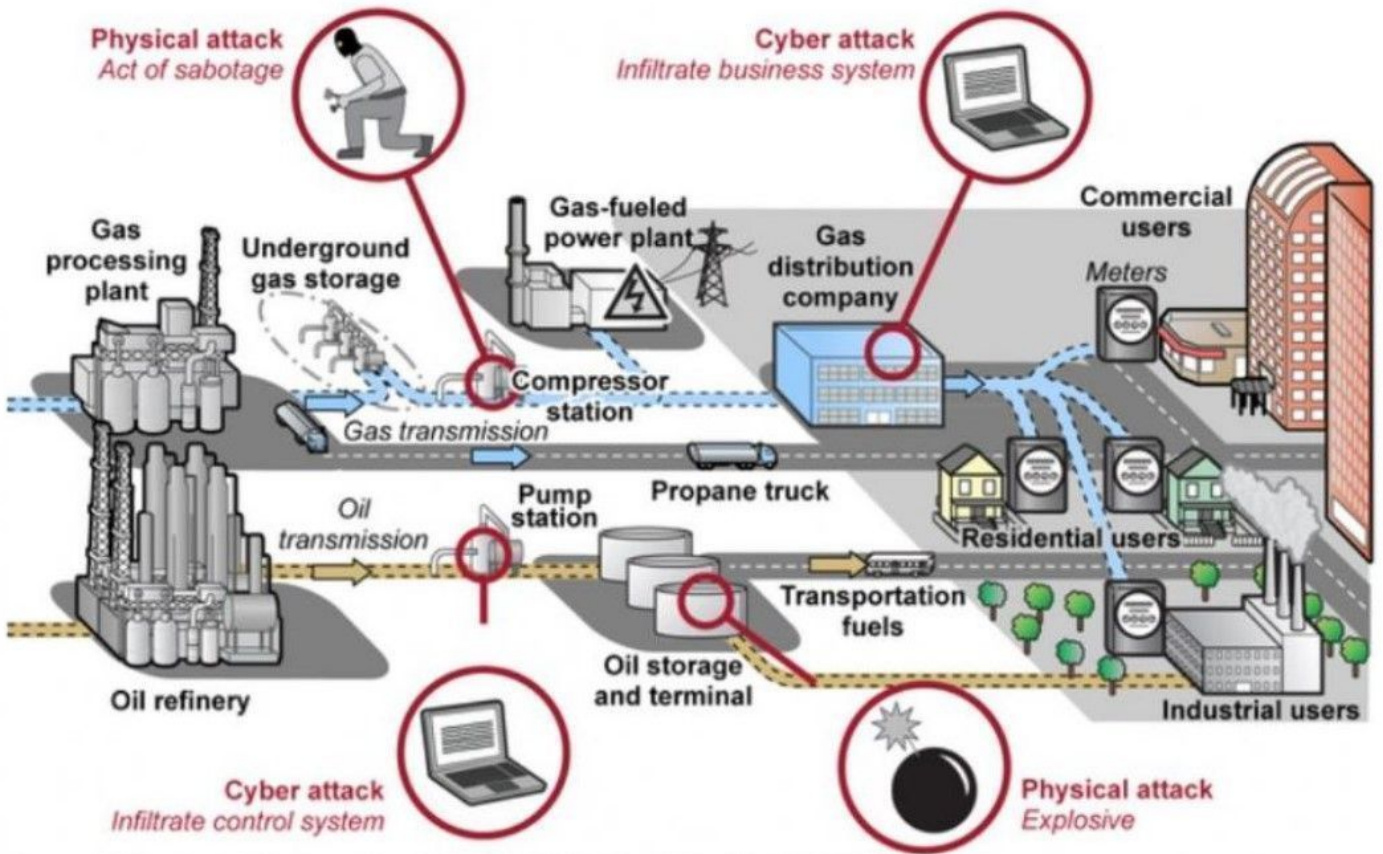 Physical attack
Act of sabotage
Cyber attack
Infiltrate business system
Commercial
users
Gas
processing
plant
Underground
gas storage
Gas-fueled
power plant
Gas
distribution
company
Meters
Compressor
station
Gas transmission
Propane truck
Oil
transmission
Pump
station
Residential users
Transportation
fuels
Oil storage
and terminal
Oil refinery
Industrial users
Cyber attack
Infiltrate control system
Physical attack
Explosive